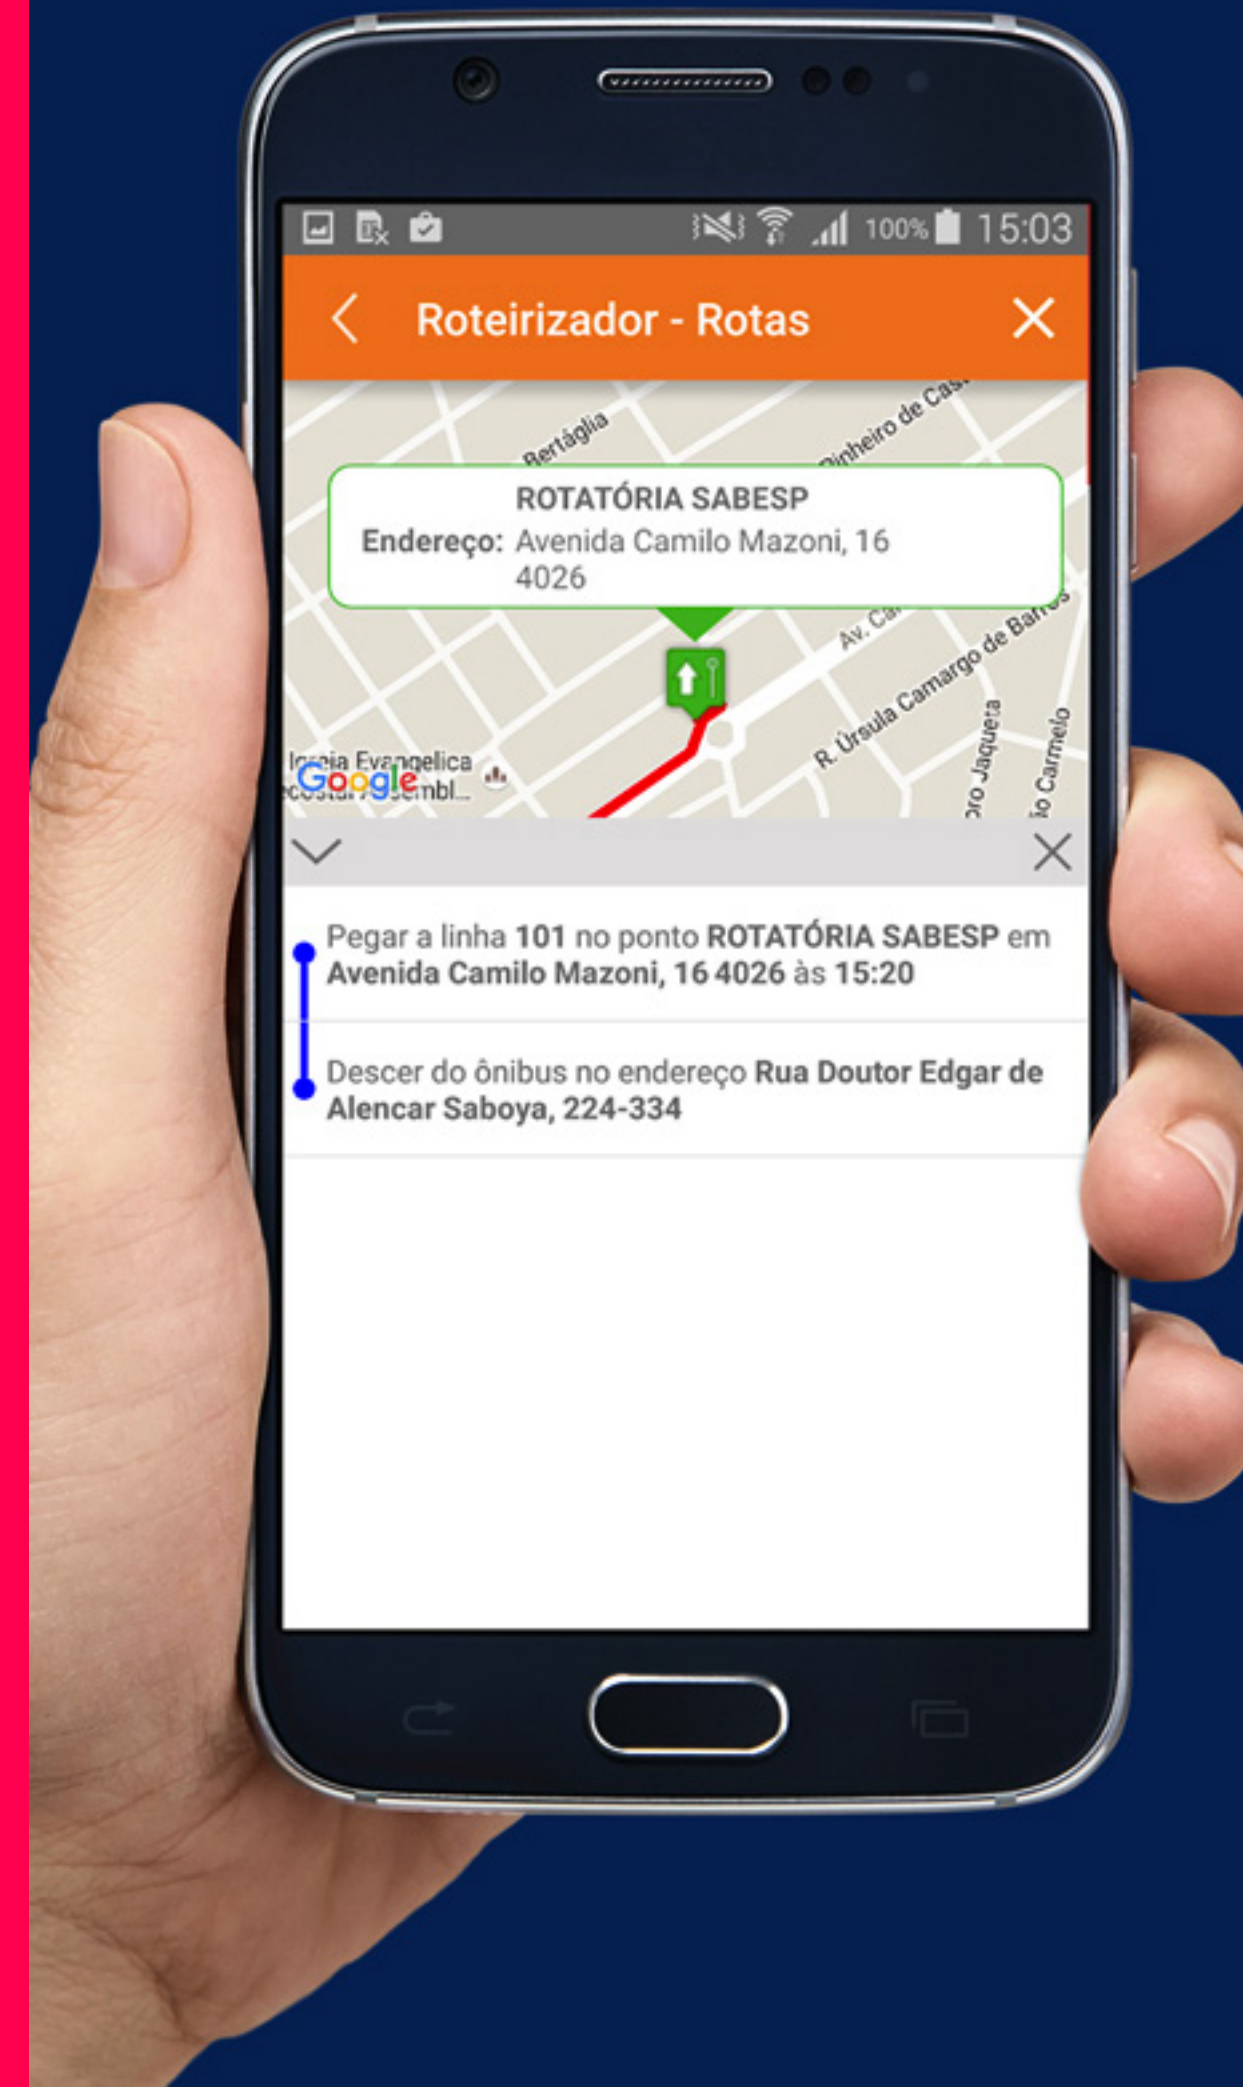 100% 15:03
Roteirizador - Rotas
Bertáglia
Pinheiro de Cas
ROTATÓRIA SABESP
Endereço: Avenida Camilo Mazoni, 16
4026
Av. Ca
R. Úrsula Camargo de Barros
Jaqueta
Carmelo
Igreja Evangelica
Google
Pegar a linha 101 no ponto ROTATÓRIA SABESP em
Avenida Camilo Mazoni, 16 4026 às 15:20
Descer do ônibus no endereço Rua Doutor Edgar de
Alencar Saboya, 224-334